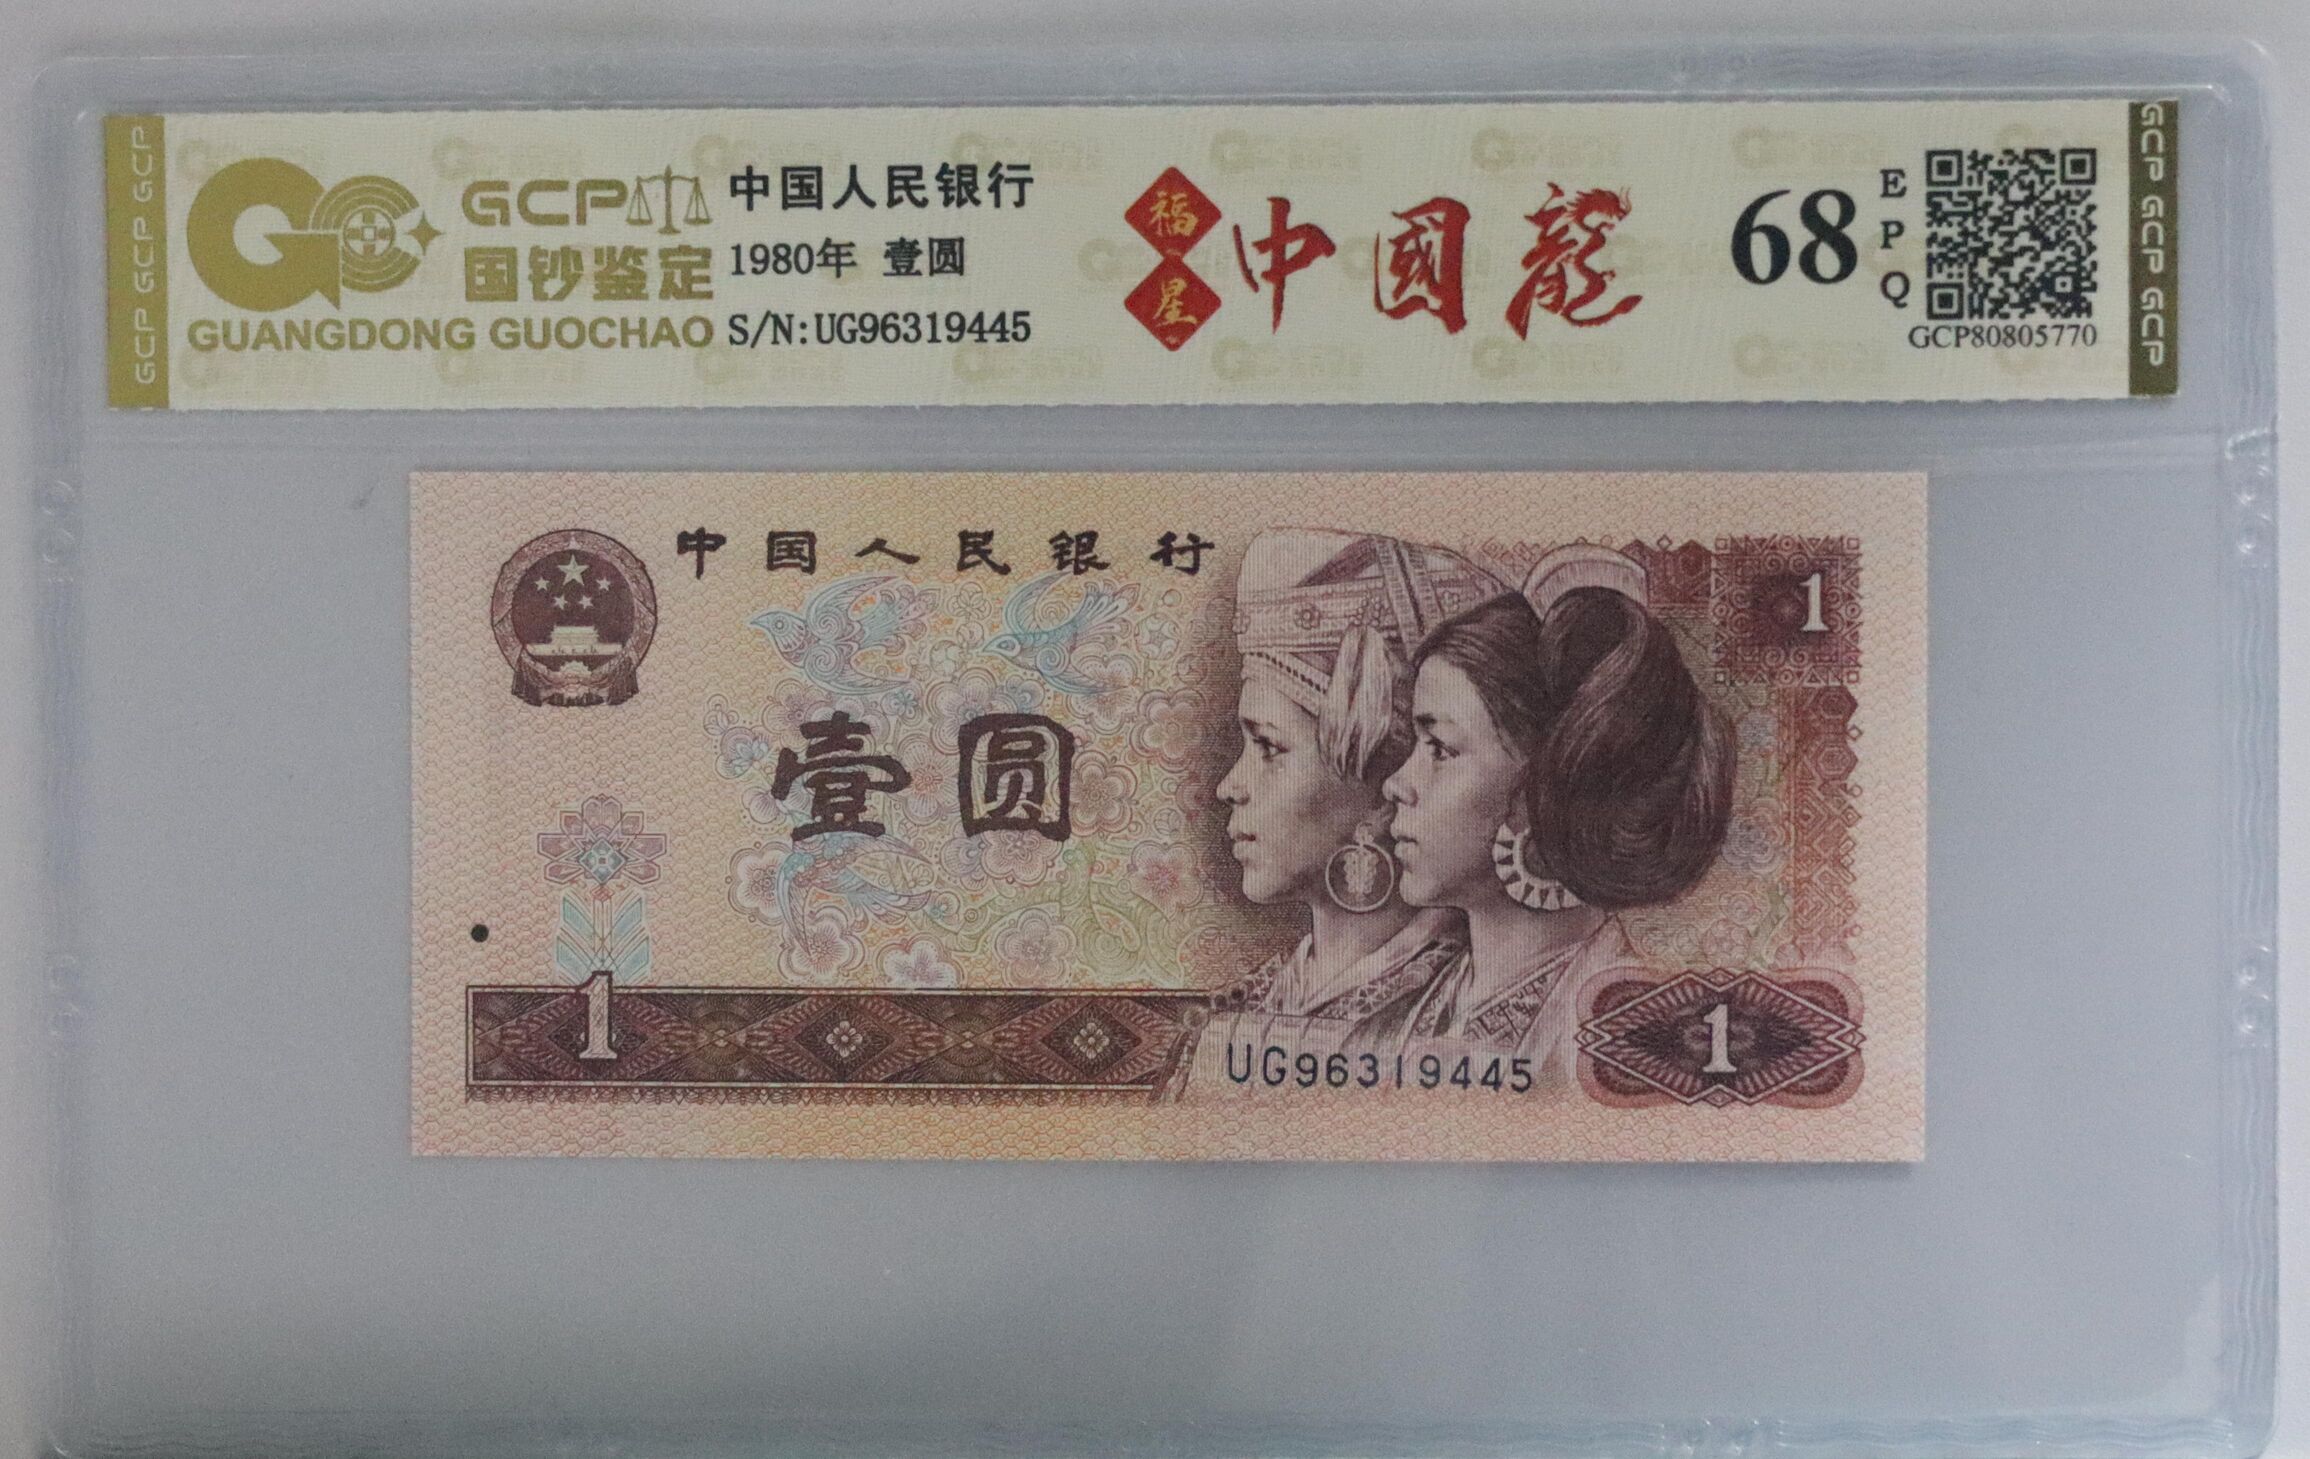 GCP GCP GCP
GCP
国钞鉴定
GUANGDONG GUOCHAO
中国人民银行
1980年 壹圆
S/N:UG96319445
福星
中國龍
68
EPQ
GCP80805770
GCP GCP GCP
中国人民银行
1
壹圆
1
1
UG96319445